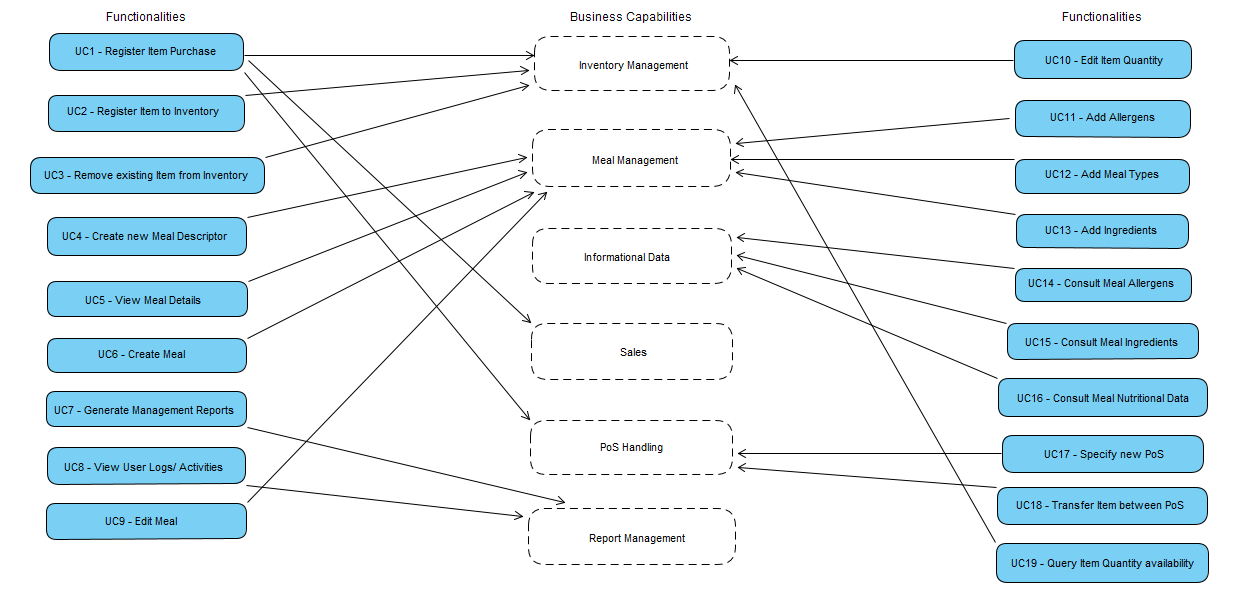 Functionalities
Business Capabilities
Functionalities
UC1 - Register Item Purchase
UC2 - Register Item to Inventory
UC3 - Remove existing Item from Inventory
UC4 - Create new Meal Descriptor
UC5 - View Meal Details
UC6 - Create Meal
UC7 - Generate Management Reports
UC8 - View User Logs/ Activities
UC9 - Edit Meal
Inventory Management
Meal Management
Informational Data
Sales
PoS Handling
Report Management
UC10 - Edit Item Quantity
UC11 - Add Allergens
UC12 - Add Meal Types
UC13 - Add Ingredients
UC14 - Consult Meal Allergens
UC15 - Consult Meal Ingredients
UC16 - Consult Meal Nutritional Data
UC17 - Specify new PoS
UC18 - Transfer Item between PoS
UC19 - Query Item Quantity availability